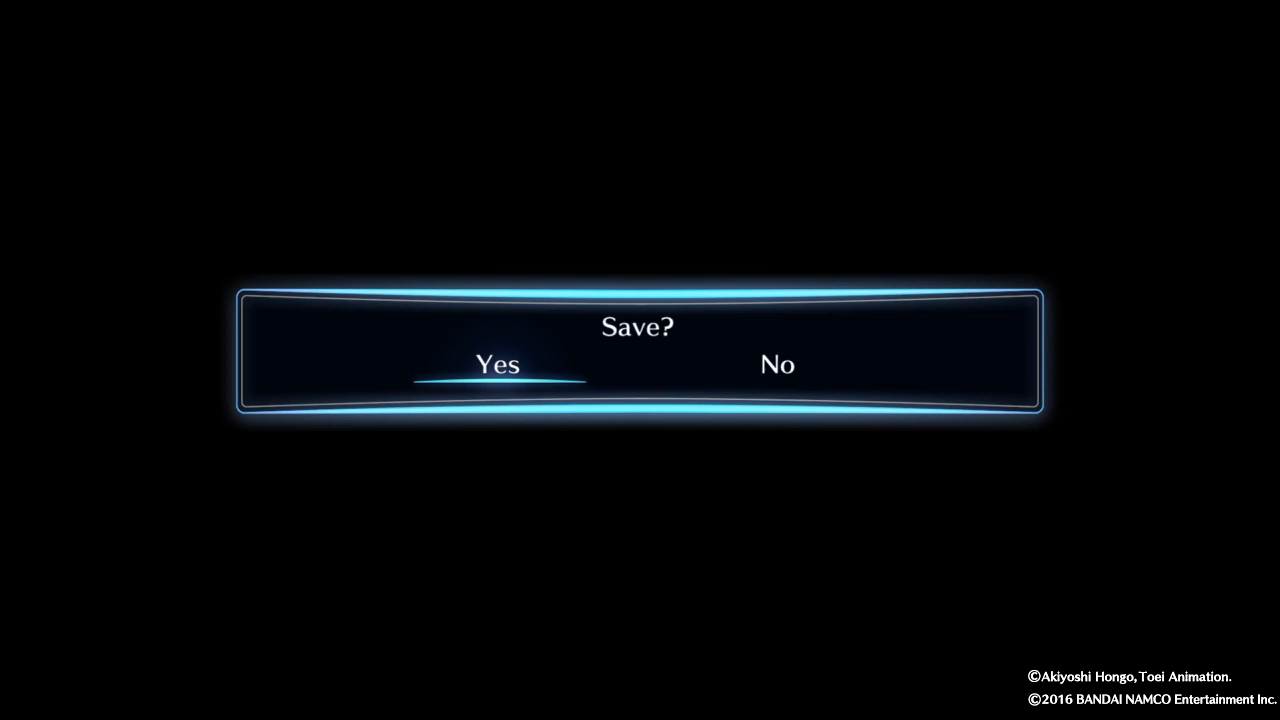 Save?
Yes No
©Akiyoshi Hongo, Toei Animation.
©2016 BANDAI NAMCO Entertainment Inc.